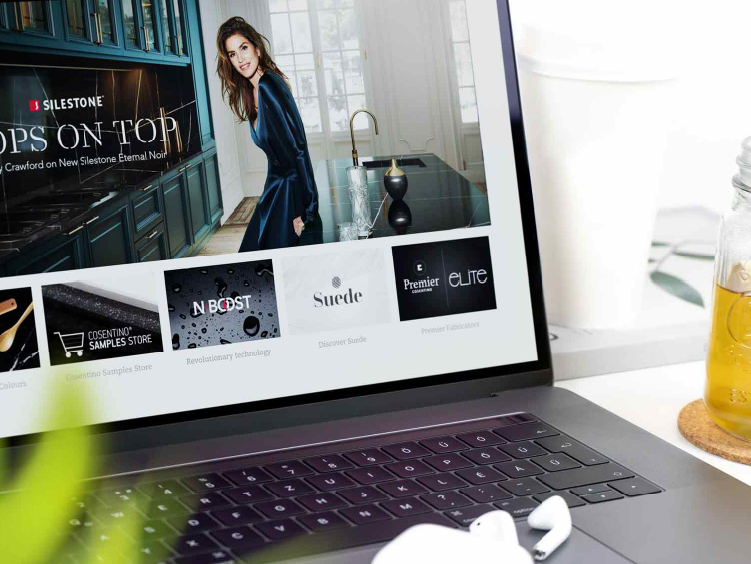 SILESTONE
OPS ON TOP
y Crawford on New Silestone Eternal Noir
COSENTINO
SAMPLES STORE
N-BOOST
Suede
Premier
COSENTINO
eLITE
Colours
Cosentino Samples Store
Revolutionary technology
Discover Suede
Premier Fabricators